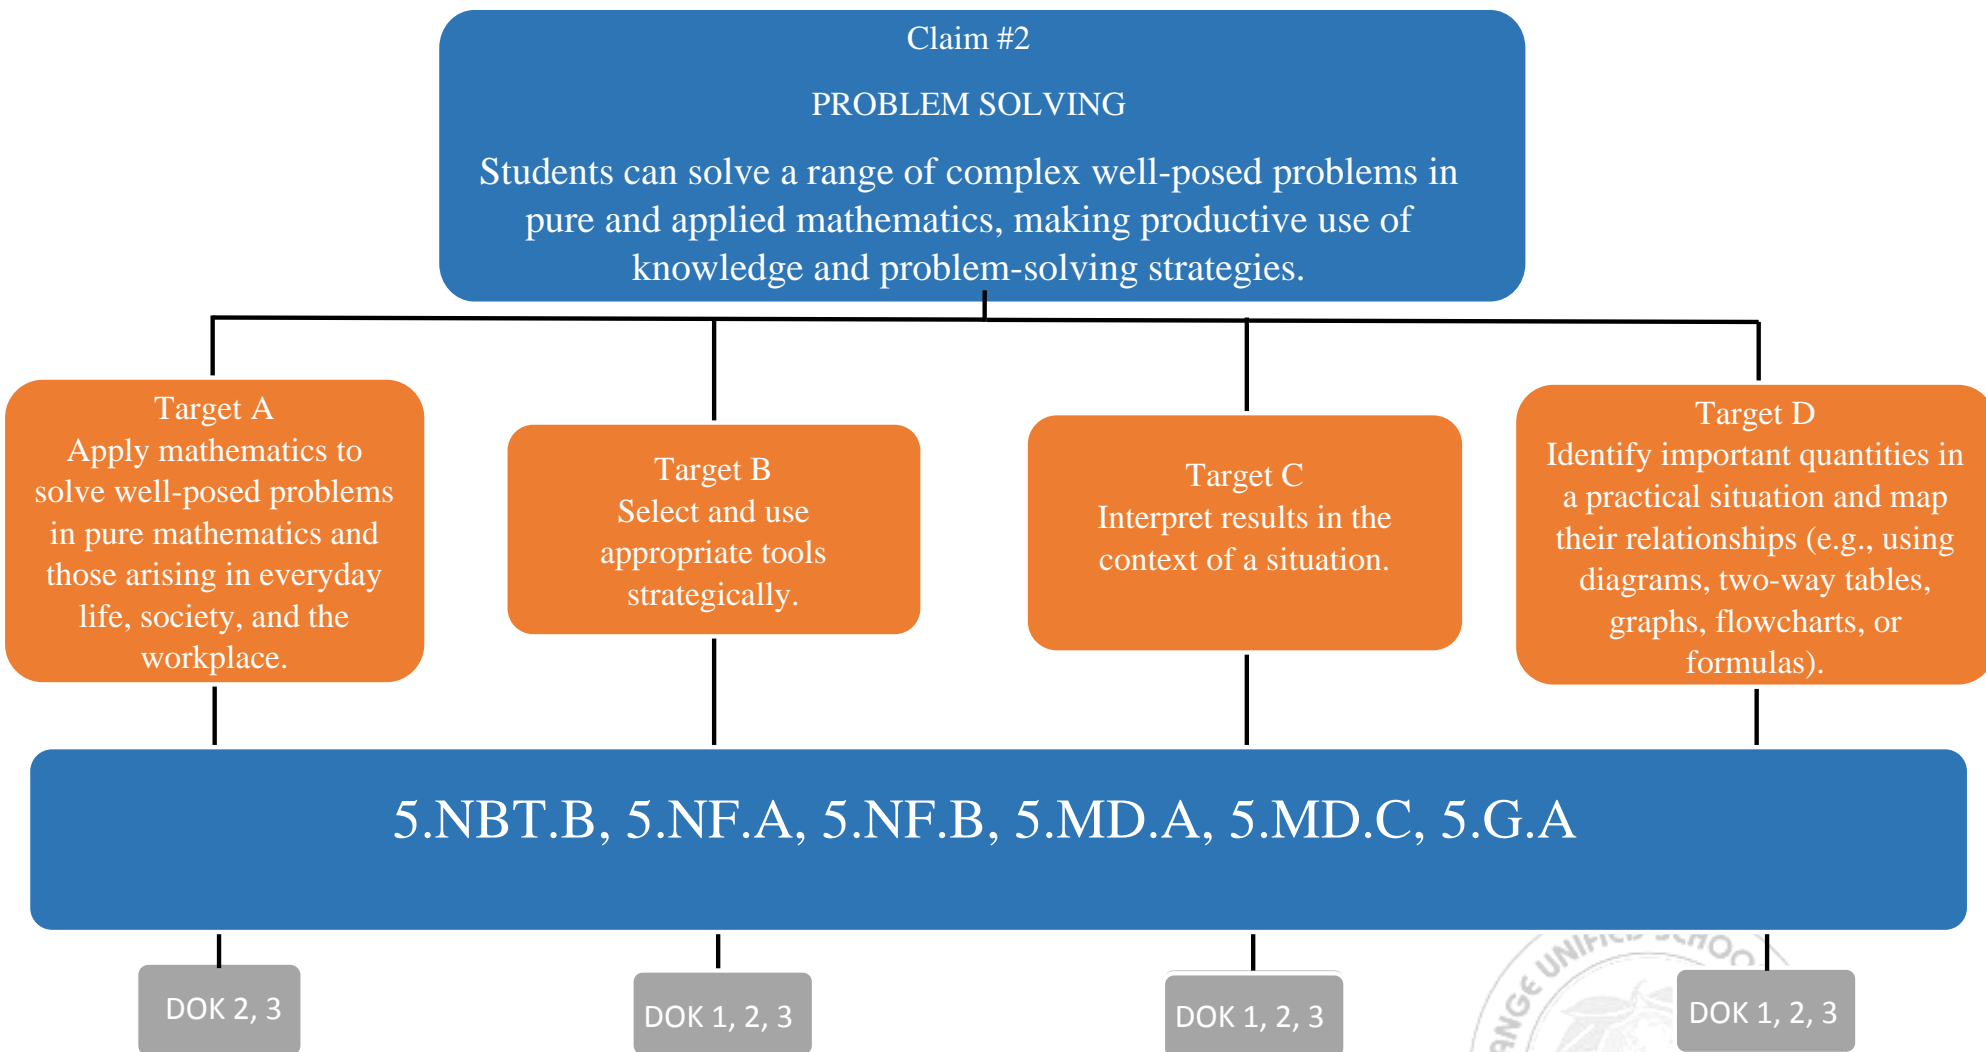 Claim #2
PROBLEM SOLVING
Students can solve a range of complex well-posed problems in
pure and applied mathematics, making productive use of
knowledge and problem-solving strategies.
Target A
Apply mathematics to
solve well-posed problems
in pure mathematics and
those arising in everyday
life, society, and the
workplace.
Target B
Select and use
appropriate tools
strategically.
Target C
Interpret results in the
context of a situation.
Target D
Identify important quantities in
a practical situation and map
their relationships (e.g., using
diagrams, two-way tables,
graphs, flowcharts, or
formulas).
5.NBT.B, 5.NF.A, 5.NF.B, 5.MD.A, 5.MD.C, 5.G.A
DOK 2, 3
DOK 1, 2, 3
DOK 1, 2, 3
DOK 1, 2, 3
UNIFIED